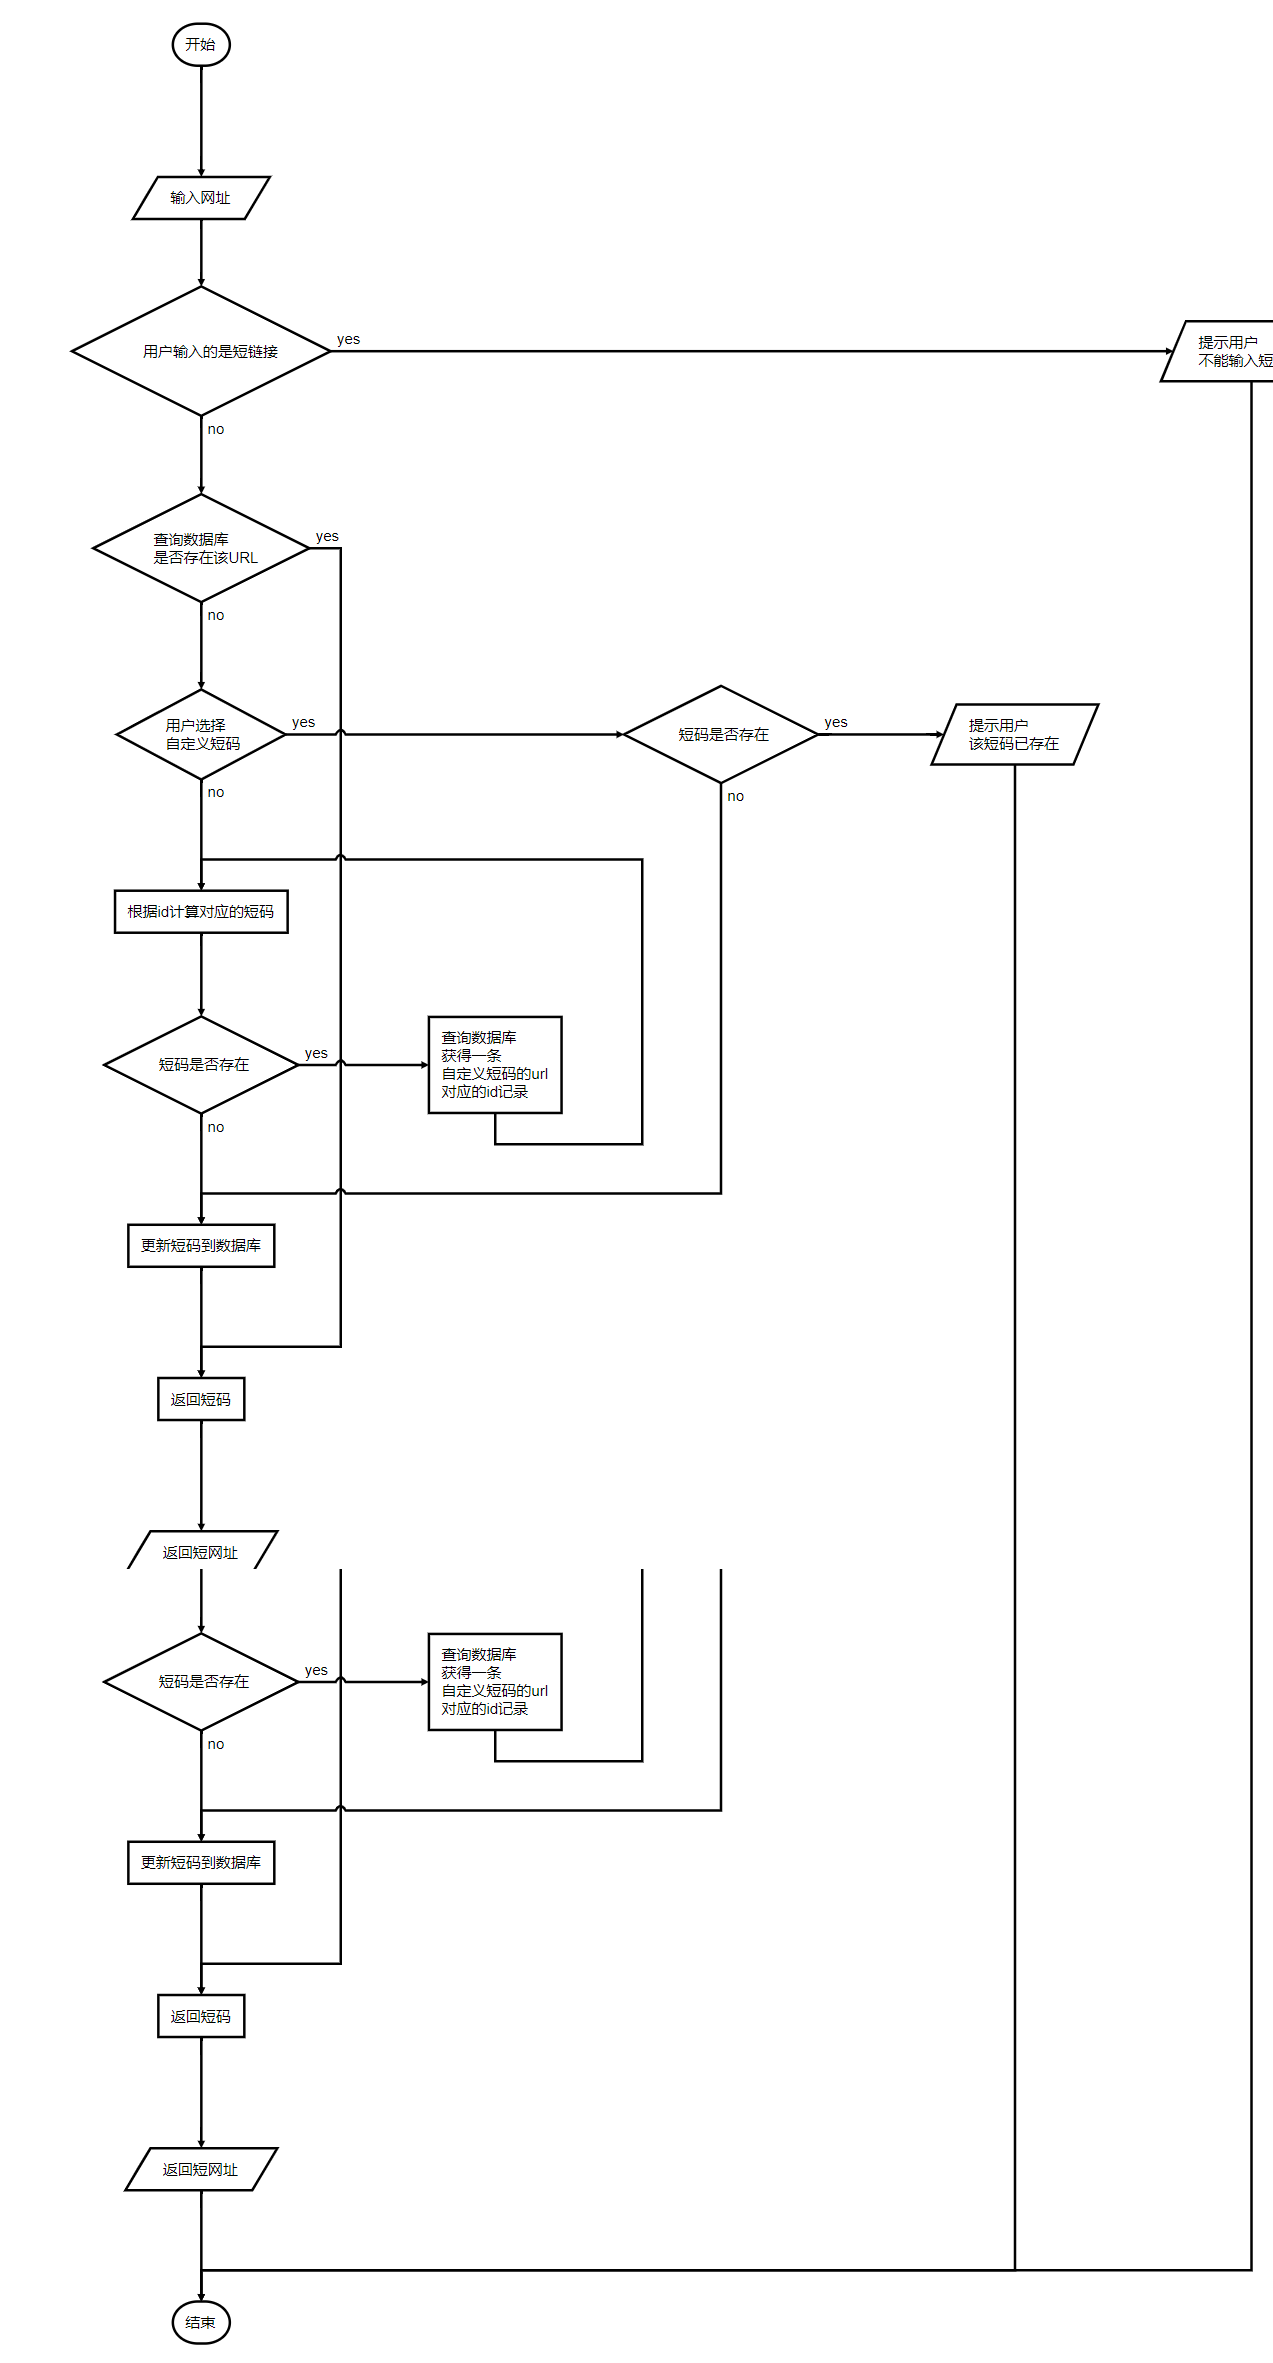 开始
输入网址
用户输入的是短链接
yes
提示用户
不能输入短
no
查询数据库
是否存在该URL
yes
no
用户选择
自定义短码
yes
短码是否存在
yes
提示用户
该短码已存在
no
no
根据id计算对应的短码
短码是否存在
yes
查询数据库
获得一条
自定义短码的url
对应的id记录
no
更新短码到数据库
返回短码
返回短网址
短码是否存在
yes
查询数据库
获得一条
自定义短码的url
对应的id记录
no
更新短码到数据库
返回短码
返回短网址
结束